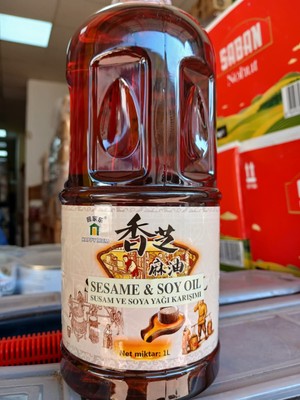 SABAN
Nohut
香芝
麻油
SESAME & SOY OIL
SUSAM VE SOYA YAĞI KARIŞIMI
Net miktar: 1L